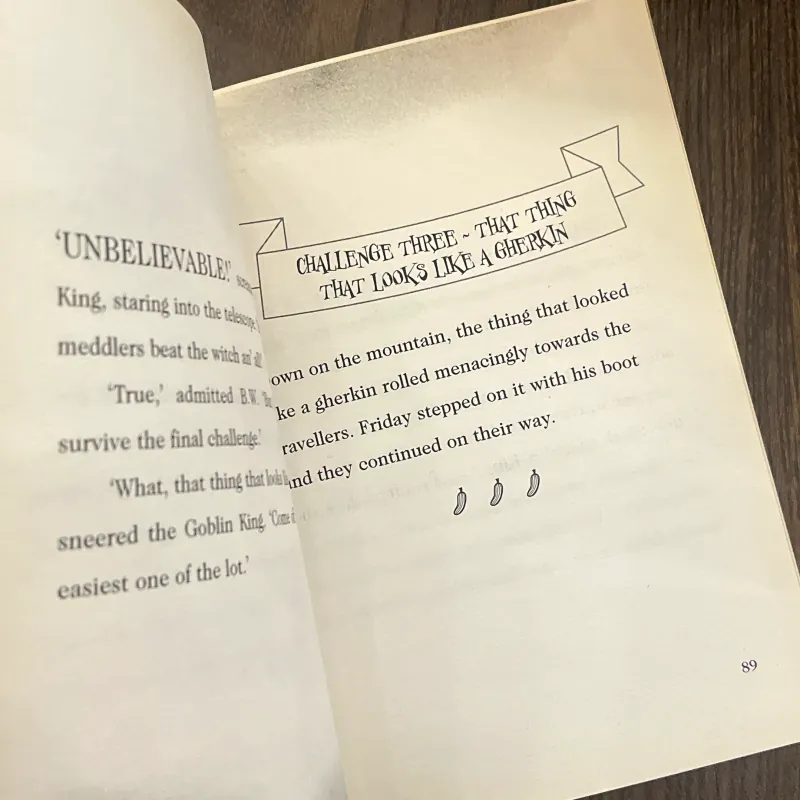 ‘UNBELIEVABLE!’
King, staring into the telescope.
meddlers beat the witch an’ all
‘True,’ admitted B.W.
survive the final challenge.’
‘What, that thing that looks
sneered the Goblin King. ‘Come
easiest one of the lot.’
CHALLENGE THREE ~ THAT THING
THAT LOOKS LIKE A GHERKIN
own on the mountain, the thing that looked
ke a gherkin rolled menacingly towards the
ravellers. Friday stepped on it with his boot
and they continued on their way.
89